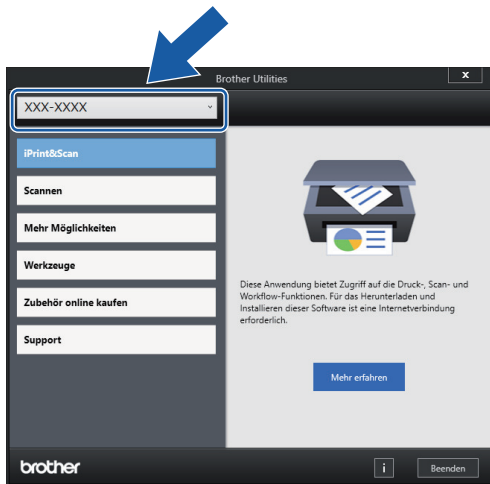 Brother Utilities
x
XXX-XXXX
iPrint&Scan
Scannen
Mehr Möglichkeiten
Werkzeuge
Zubehör online kaufen
Support
Diese Anwendung bietet Zugriff auf die Druck-, Scan- und
Workflow-Funktionen. Für das Herunterladen und
Installieren dieser Software ist eine Internetverbindung
erforderlich.
Mehr erfahren
brother
i
Beenden